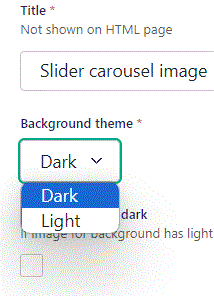 Title *
Not shown on HTML page
Slider carousel image
Background theme *
Dark
Dark
Light
dark
If image for background has light